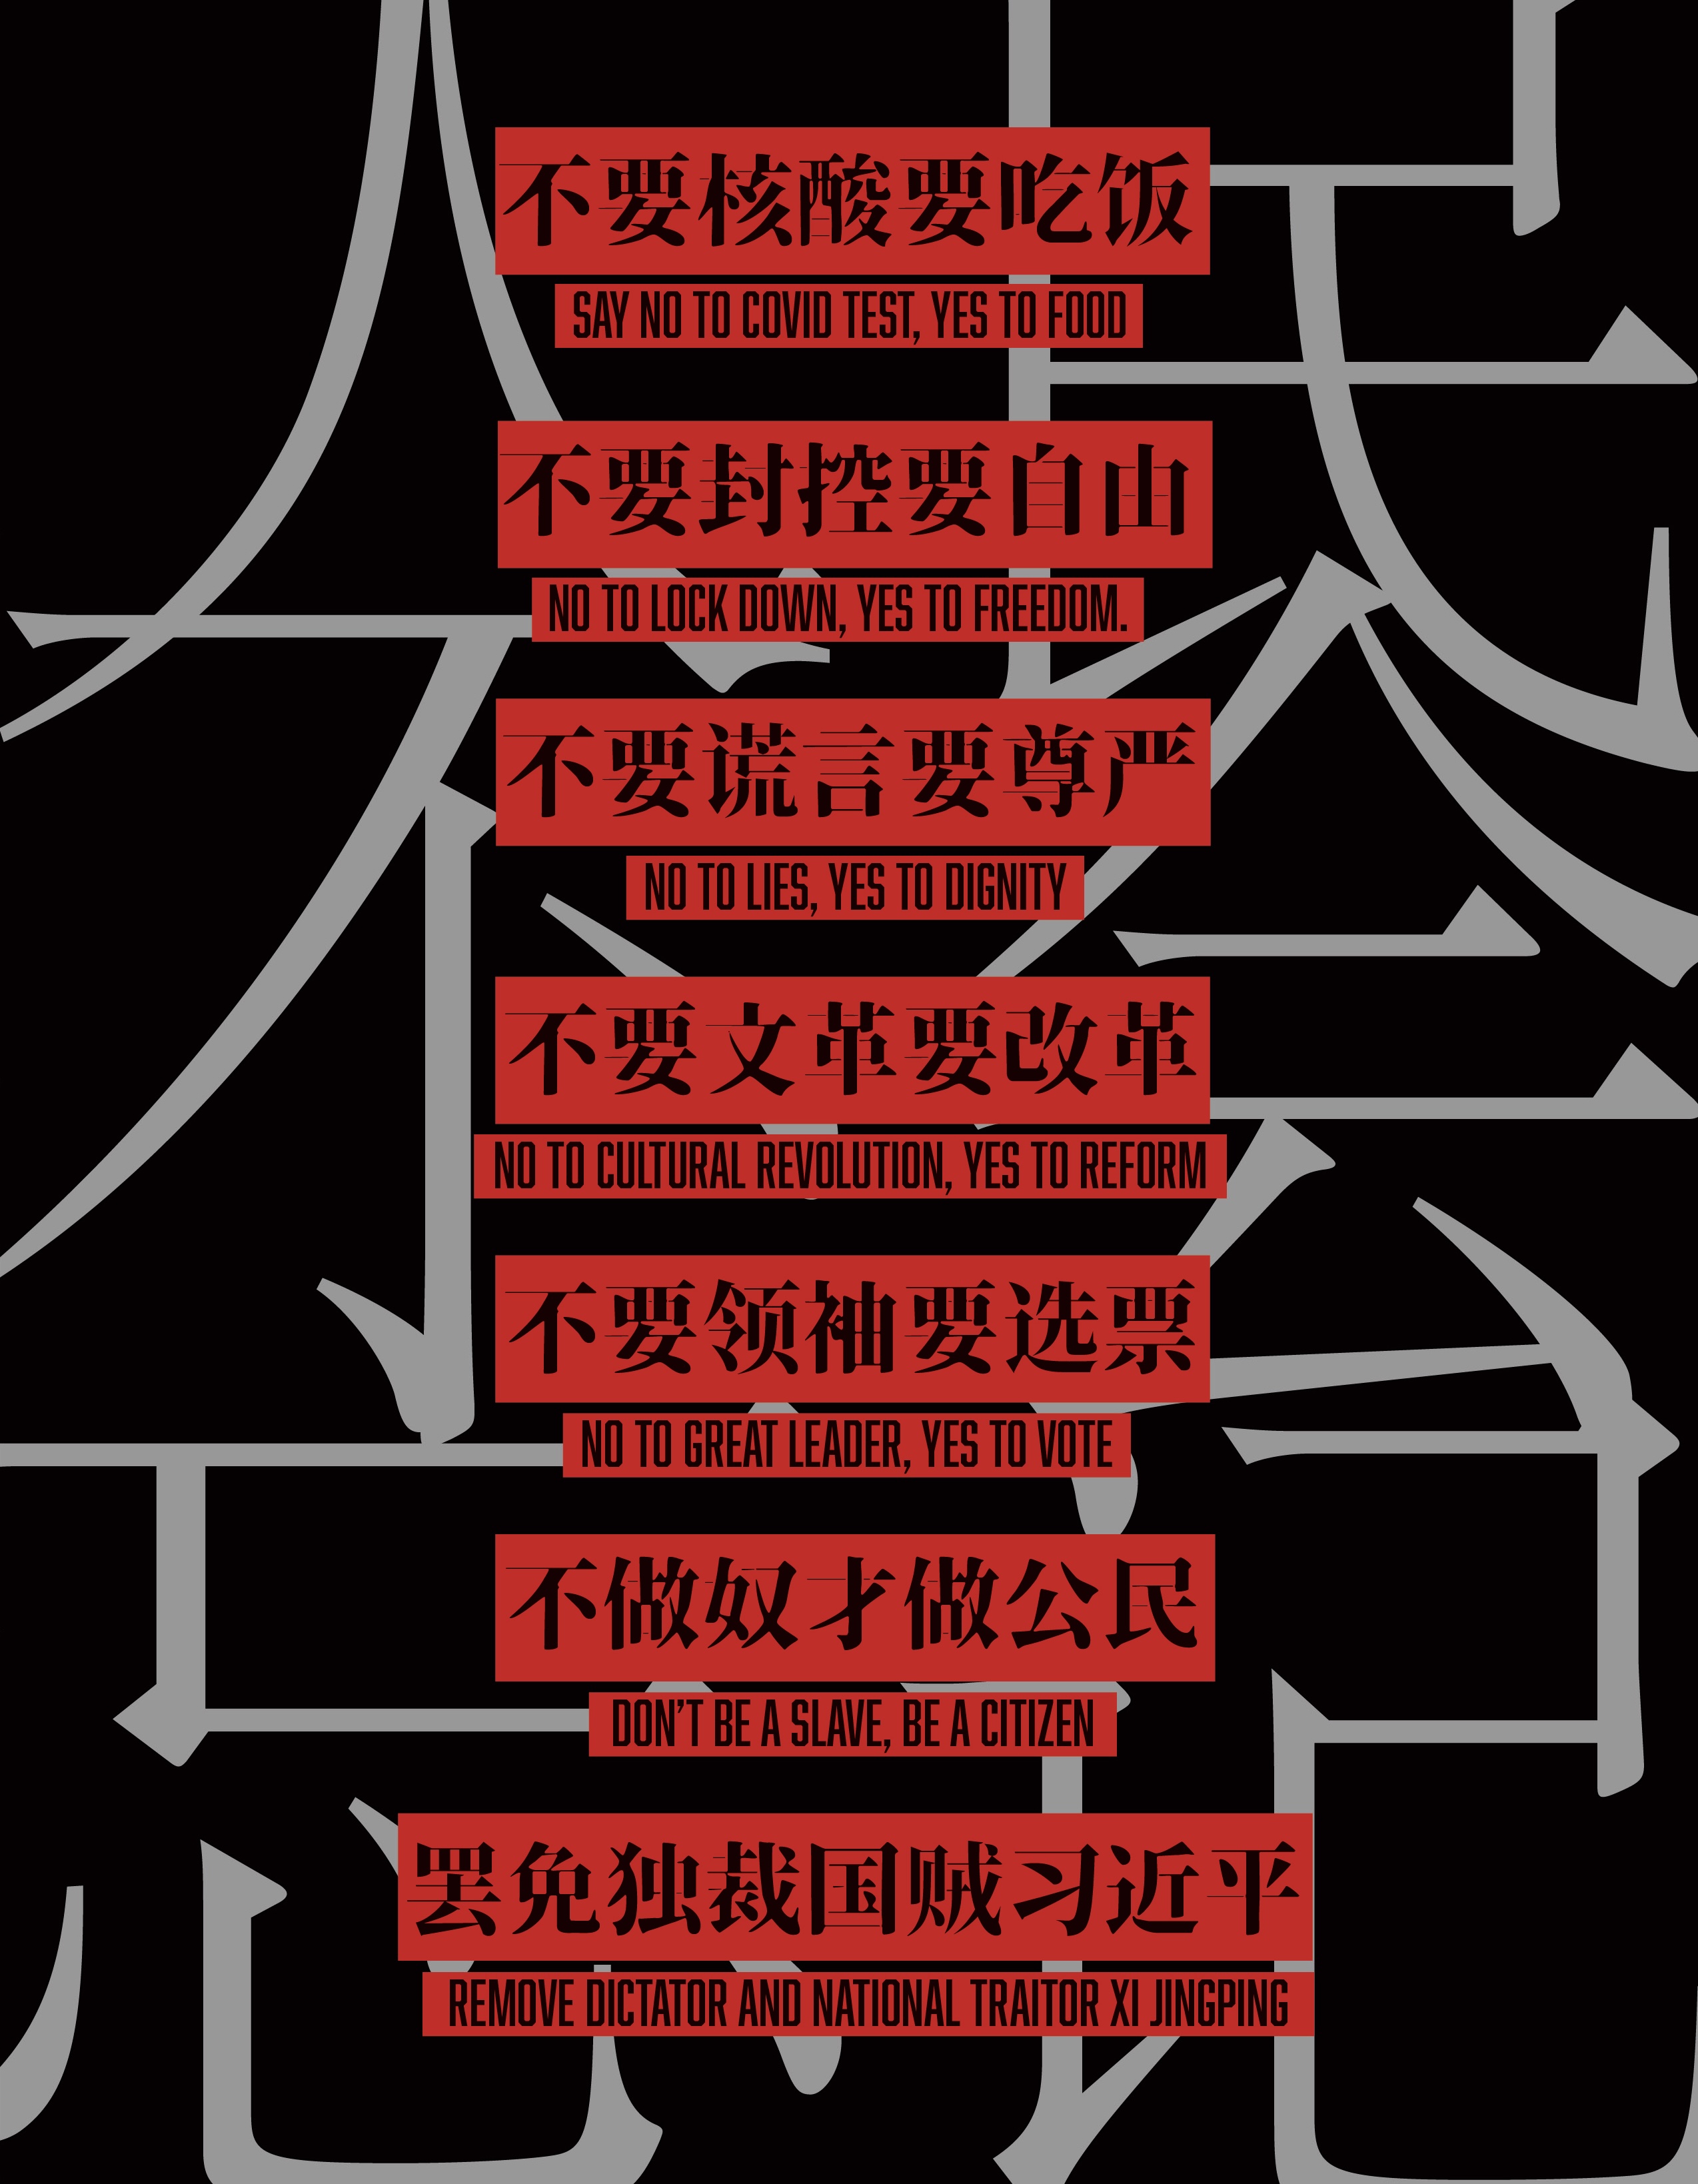 不要核酸要吃饭
SAY NO TO COVID TEST, YES TO FOOD
不要封控要自由
NO TO LOCK DOWN, YES TO FREEDOM.
不要谎言要尊严
NO TO LIES, YES TO DIGNITY
不要文革要改革
NO TO CULTURAL REVOLUTION, YES TO REFORM
不要领袖要选票
NO TO GREAT LEADER, YES TO VOTE
不做奴才做公民
DON'T BE A SLAVE, BE A CITIZEN
罢免独裁国贼习近平
REMOVE DICTATOR AND NATIONAL TRAITOR XI JINGPING